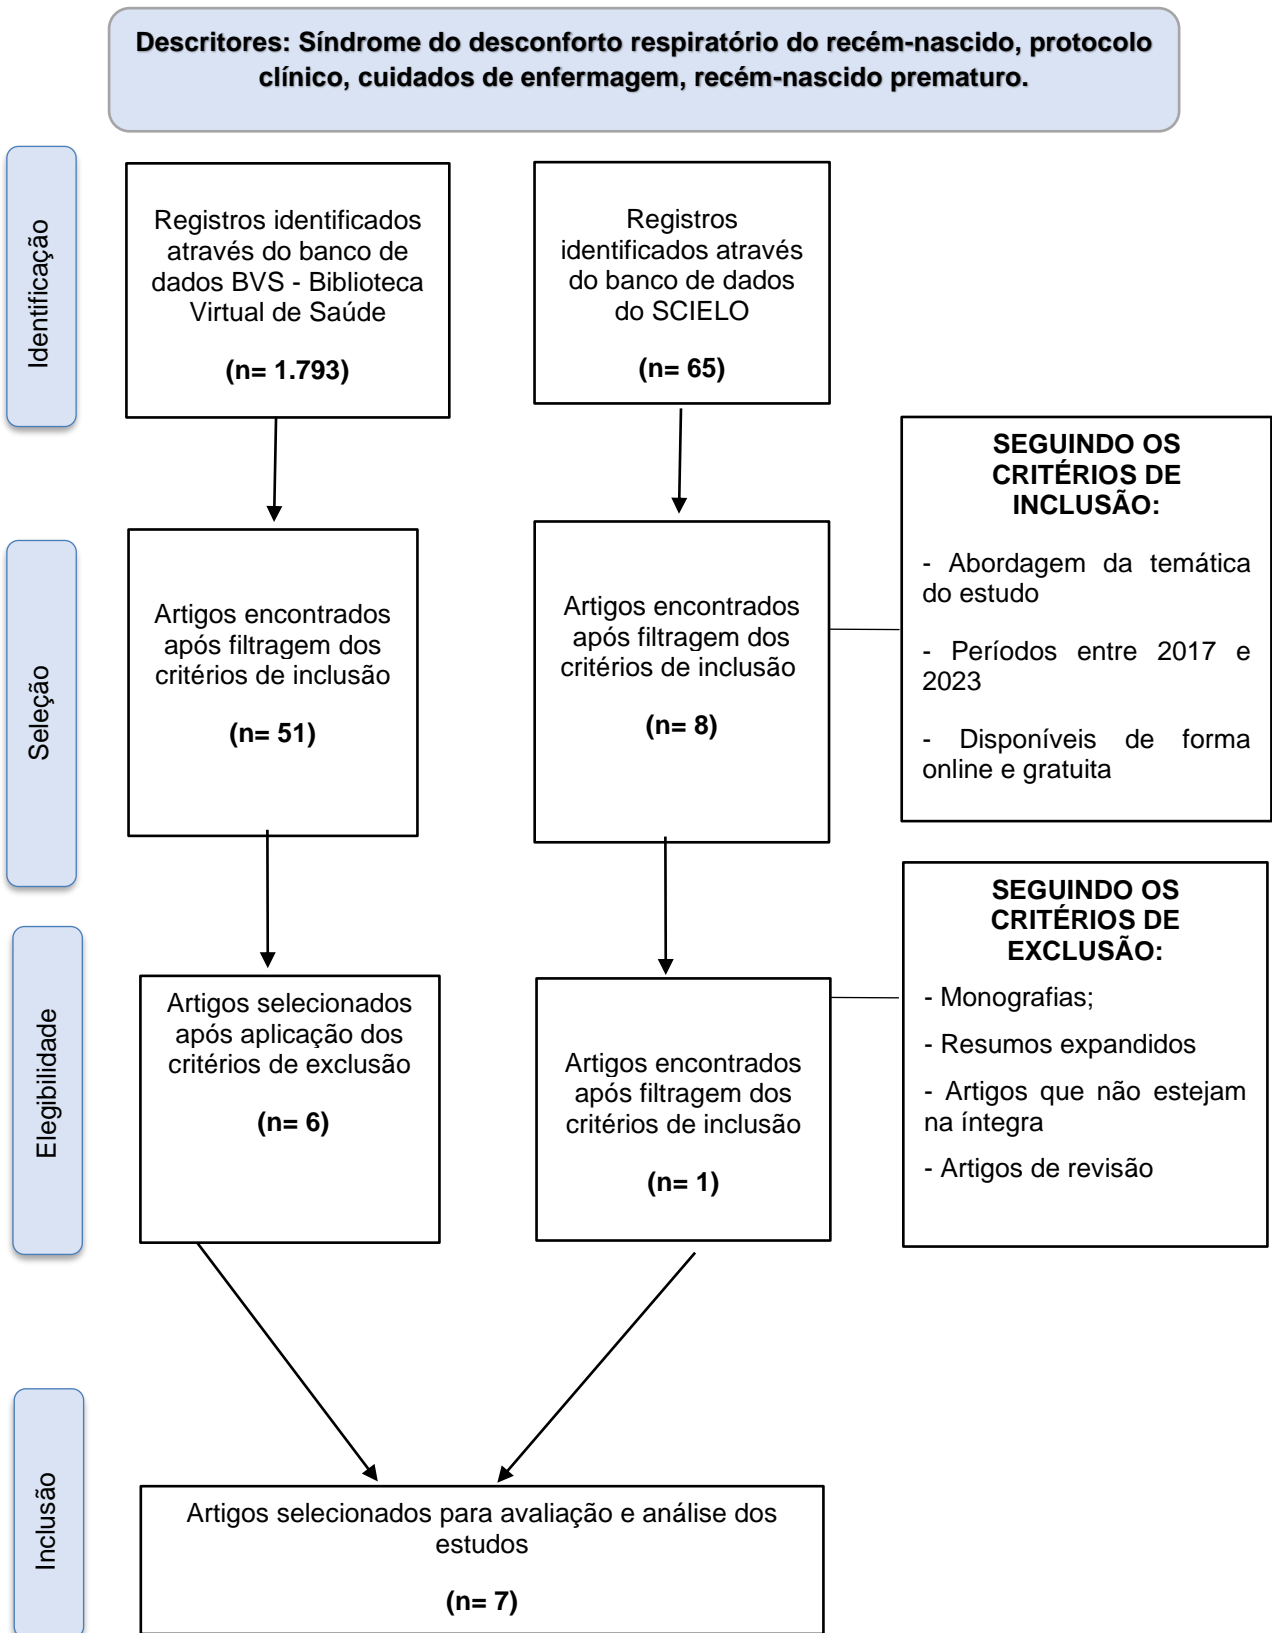 Descritores: Síndrome do desconforto respiratório do recém-nascido, protocolo
clínico, cuidados de enfermagem, recém-nascido prematuro.
Identificação
Registros identificados
através do banco de
dados BVS - Biblioteca
Virtual de Saúde
(n= 1.793)
Registros
identificados através
do banco de dados
do SCIELO
(n= 65)
SEGUINDO OS
CRITÉRIOS DE
INCLUSÃO:
- Abordagem da temática
do estudo
- Períodos entre 2017 e
2023
- Disponíveis de forma
online e gratuita
Seleção
Artigos encontrados
após filtragem dos
critérios de inclusão
(n= 51)
Artigos encontrados
após filtragem dos
critérios de inclusão
(n= 8)
SEGUINDO OS
CRITÉRIOS DE
EXCLUSÃO:
- Monografias;
- Resumos expandidos
- Artigos que não estejam
na íntegra
- Artigos de revisão
Elegibilidade
Artigos selecionados
após aplicação dos
critérios de exclusão
(n= 6)
Artigos encontrados
após filtragem dos
critérios de inclusão
(n= 1)
Inclusão
Artigos selecionados para avaliação e análise dos
estudos
(n= 7)